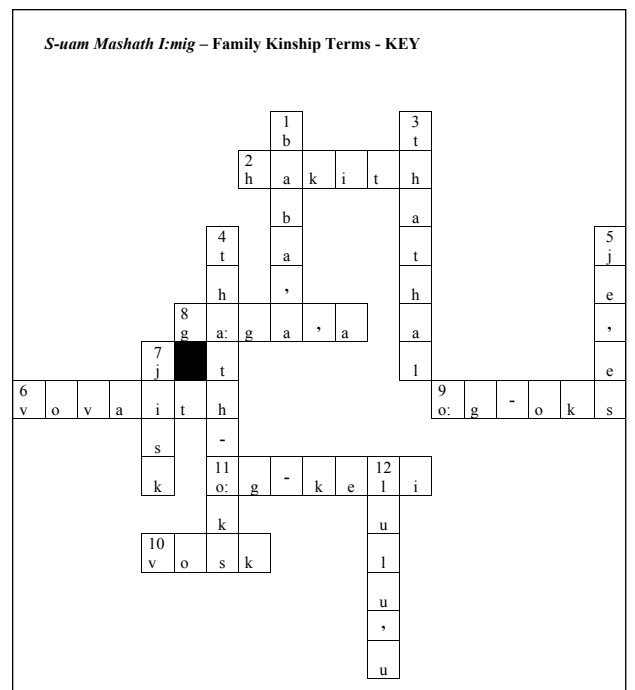 S-uam Mashath I:mig – Family Kinship Terms - KEY
1 3
b t
2
h a k i t h
b a
4 5
t a t j
h ’ h e
8
g a: g a ’ a a ’
7
j t l e
6 9
v o v a i t h o: g - o k s
s -
11 12
k o: g - k e l i
k u
10
v o s k l
u
’
u